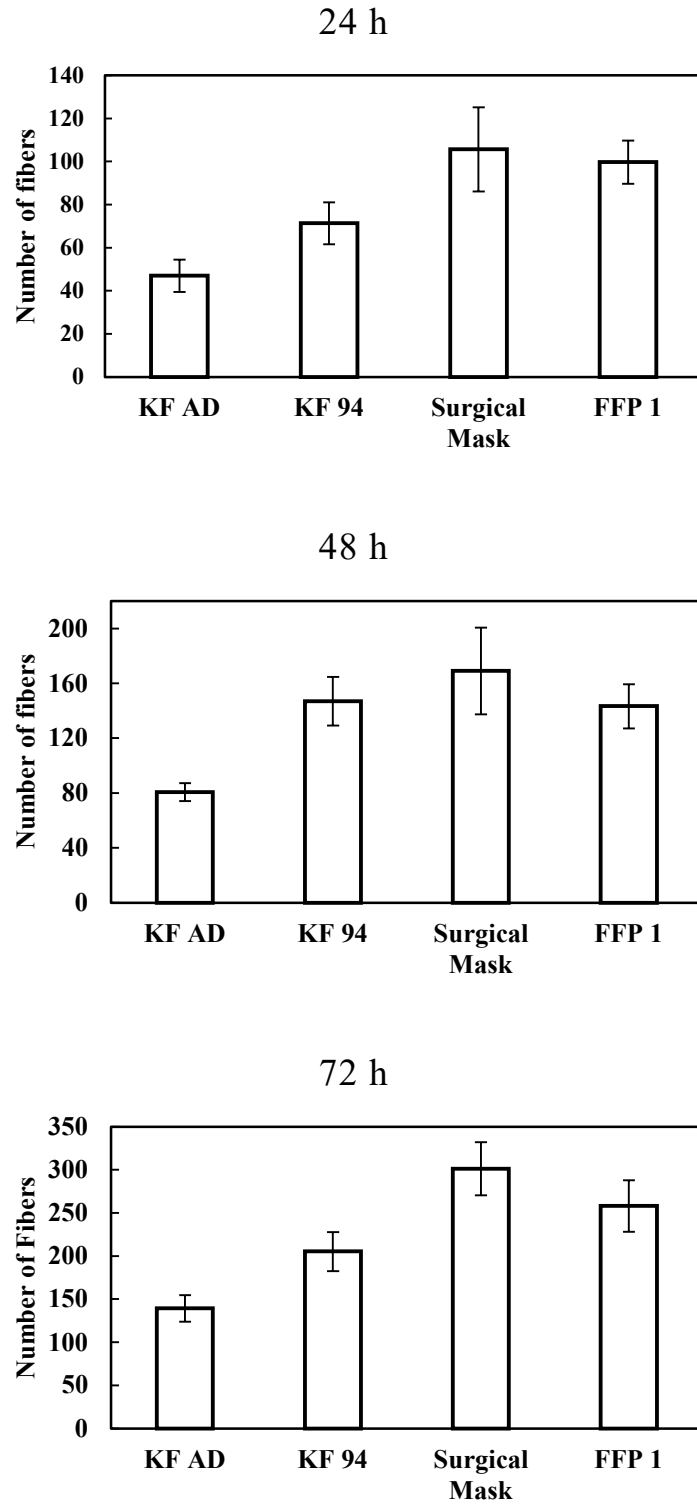 24 h
140
120
100
80
60
40
20
0
Number of fibers
KF AD KF 94 Surgical Mask FFP 1
48 h
200
160
120
80
40
0
Number of fibers
KF AD KF 94 Surgical Mask FFP 1
72 h
350
300
250
200
150
100
50
0
Number of Fibers
KF AD KF 94 Surgical Mask FFP 1